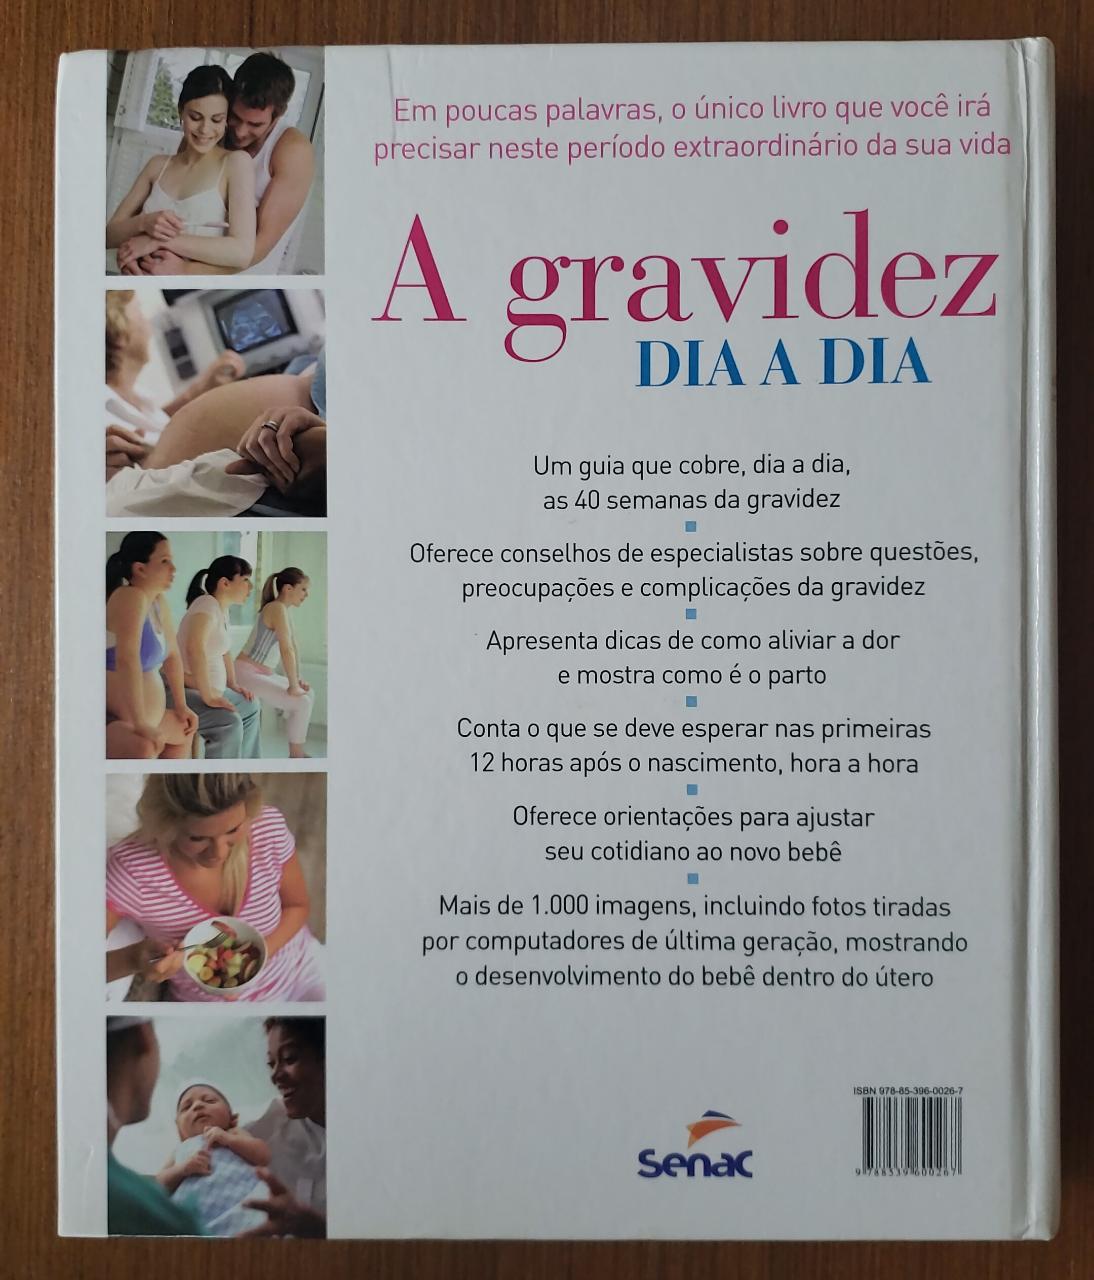 Em poucas palavras, o único livro que você irá
precisar neste período extraordinário da sua vida
A gravidez
DIA A DIA
Um guia que cobre, dia a dia,
as 40 semanas da gravidez
Oferece conselhos de especialistas sobre questões,
preocupações e complicações da gravidez
Apresenta dicas de como aliviar a dor
e mostra como é o parto
Conta o que se deve esperar nas primeiras
12 horas após o nascimento, hora a hora
Oferece orientações para ajustar
seu cotidiano ao novo bebê
Mais de 1.000 imagens, incluindo fotos tiradas
por computadores de última geração, mostrando
o desenvolvimento do bebê dentro do útero
ISBN 978-85-396-0026-7
senac
9 788539 600267